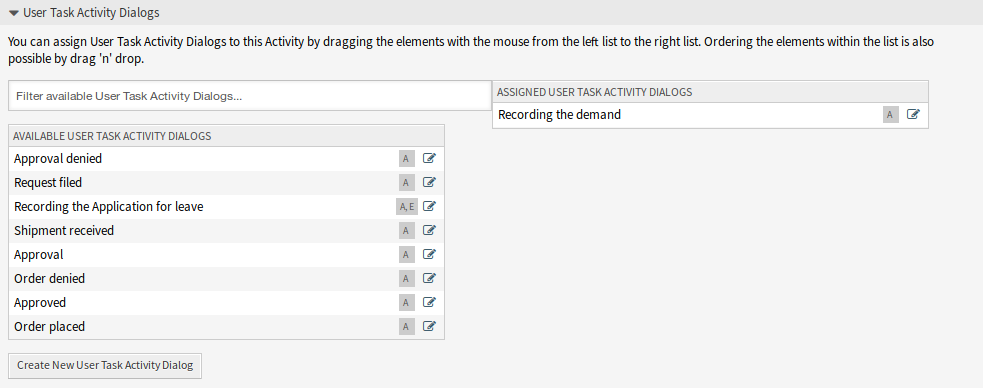 User Task Activity Dialogs
You can assign User Task Activity Dialogs to this Activity by dragging the elements with the mouse from the left list to the right list. Ordering the elements within the list is also
possible by drag 'n' drop.
Filter available User Task Activity Dialogs...
AVAILABLE USER TASK ACTIVITY DIALOGS
Approval denied A
Request filed A
Recording the Application for leave A, E
Shipment received A
Approval A
Order denied A
Approved A
Order placed A
Create New User Task Activity Dialog
ASSIGNED USER TASK ACTIVITY DIALOGS
Recording the demand A